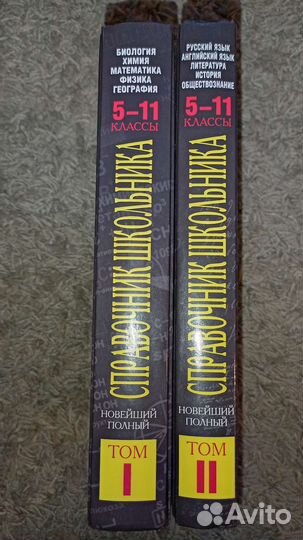 БИОЛОГИЯ
ХИМИЯ
МАТЕМАТИКА
ФИЗИКА
ГЕОГРАФИЯ
5–11
КЛАССЫ
СПРАВОЧНИК ШКОЛЬНИКА
НОВЕЙШИЙ
ПОЛНЫЙ
ТОМ
I
РУССКИЙ ЯЗЫК
АНГЛИЙСКИЙ ЯЗЫК
ЛИТЕРАТУРА
ИСТОРИЯ
ОБЩЕСТВОЗНАНИЕ
5–11
КЛАССЫ
СПРАВОЧНИК ШКОЛЬНИКА
НОВЕЙШИЙ
ПОЛНЫЙ
ТОМ
II
Avito